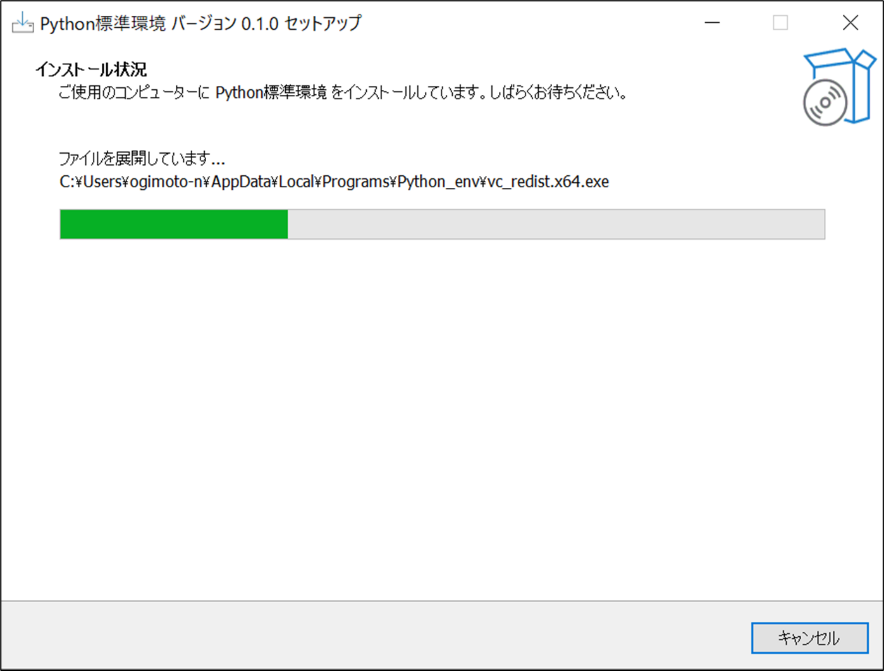 Python標準環境 バージョン 0.1.0 セットアップ
インストール状況
ご使用のコンピューターに Python標準環境 をインストールしています。しばらくお待ちください。
ファイルを展開しています...
C:¥Users¥ogimoto-n¥AppData¥Local¥Programs¥Python_env¥vc_redist.x64.exe
キャンセル